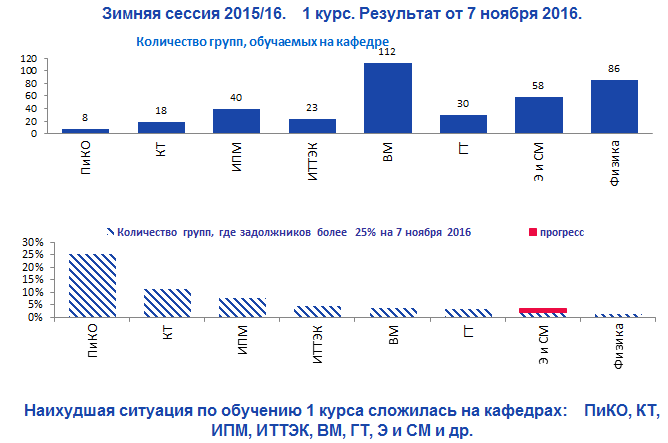 Зимняя сессия 2015/16. 1 курс. Результат от 7 ноября 2016.
Количество групп, обучаемых на кафедре
120
100
80
60
40
20
0
8
18
40
23
112
30
58
86
ПиКО
КТ
ИПМ
ИТТЭК
ВМ
ГТ
Э и СМ
Физика
Количество групп, где задолжников более 25% на 7 ноября 2016
прогресс
30%
25%
20%
15%
10%
5%
0%
ПиКО
КТ
ИПМ
ИТТЭК
ВМ
ГТ
Э и СМ
Физика
Наихудшая ситуация по обучению 1 курса сложилась на кафедрах: ПиКО, КТ,
ИПМ, ИТТЭК, ВМ, ГТ, Э и СМ и др.